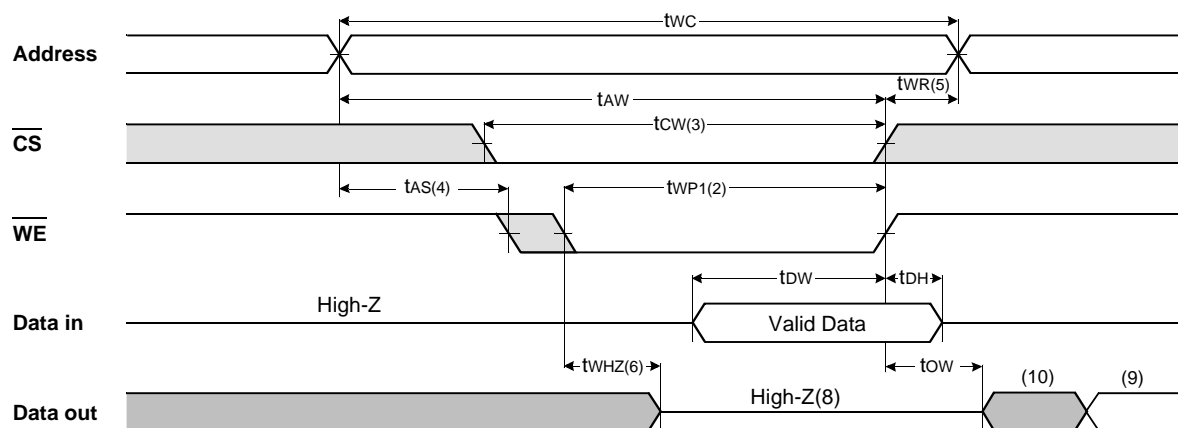 tWC
Address
tWR(5)
tAW
tCW(3)
CS
tAS(4)
tWP1(2)
WE
tDW
tDH
High-Z
Data in
Valid Data
tWHZ(6)
tOW
High-Z(8)
(10)
(9)
Data out